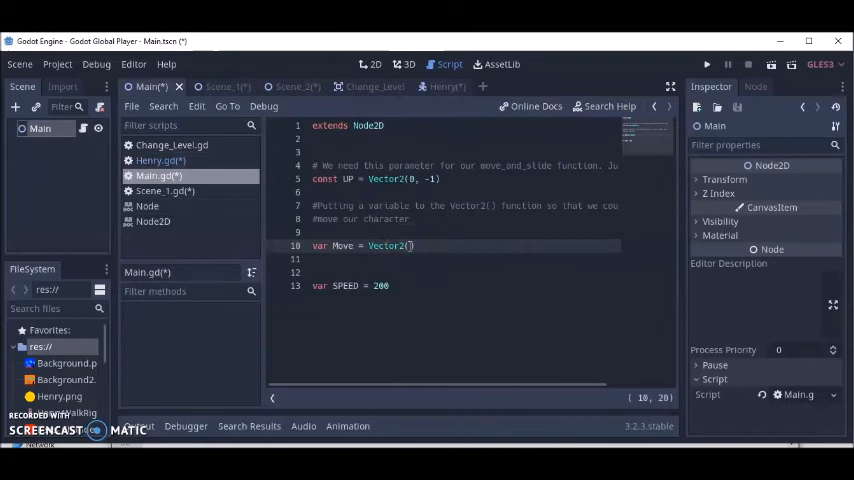 Godot Engine - Godot Global Player - Main.tscn (*)
Scene Project Debug Editor Help
2D 3D Script AssetLib
GLES3
Scene Import
Filter
Main
Main(*) Scene_1(*) Scene_2(*) Change_Level Henry(*)
File Search Edit Go To Debug
Online Docs Search Help
Filter scripts
Change_Level.gd
Henry.gd(*)
Main.gd(*)
Scene_1.gd(*)
Node
Node2D
Main.gd(*)
Filter methods
1 extends Node2D
2
3
4 # We need this parameter for our move_and_slide function. Ju
5 const UP = Vector2(0, -1)
6
7 #Putting a variable to the Vector2() function so that we cou
8 #move our character
9
10 var Move = Vector2()
11
12
13 var SPEED = 200
( 10, 20)
FileSystem
res://
Search files
Favorites:
res://
Background.p
Background2.
Henry.png
HenryWalkRig
RECORDED WITH
SCREENCAST MATIC
Output Debugger Search Results Audio Animation
3.2.3.stable
Inspector Node
Main
Filter properties
Node2D
Transform
Z Index
CanvasItem
Visibility
Material
Node
Editor Description
Process Priority 0
Pause
Script
Script Main.g